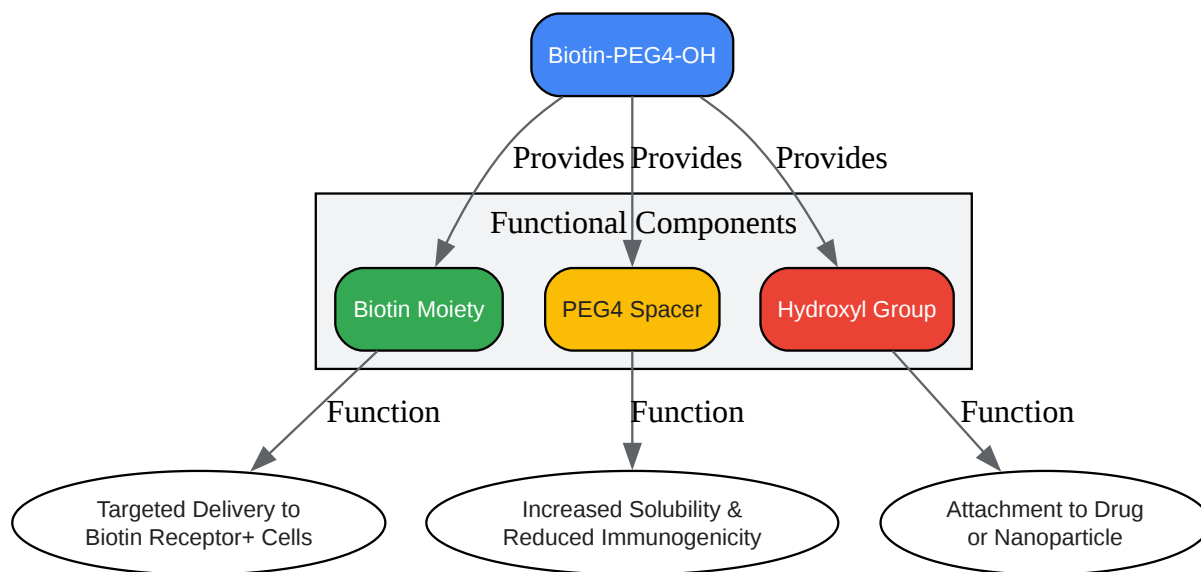 Biotin-PEG4-OH
Provides Provides Provides
Functional Components
Biotin Moiety PEG4 Spacer Hydroxyl Group
Function Function Function
Targeted Delivery to
Biotin Receptor+ Cells
Increased Solubility &
Reduced Immunogenicity
Attachment to Drug
or Nanoparticle